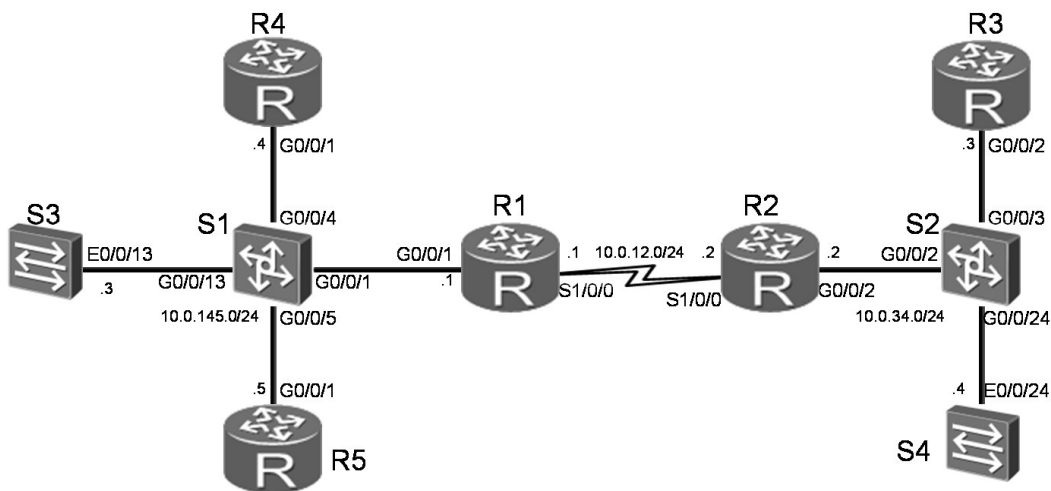 R4
R3
.4 G0/0/1
.3 G0/0/2
S3
S1
G0/0/4
R1
R2
S2
G0/0/3
E0/0/13
G0/0/1
.1 10.0.12.0/24 .2
.2
G0/0/2
.3
G0/0/13
G0/0/1
.1
S1/0/0
S1/0/0
G0/0/2
10.0.145.0/24
G0/0/5
10.0.34.0/24
G0/0/24
.5 G0/0/1
.4 E0/0/24
R5
S4
R
R
R
R
R